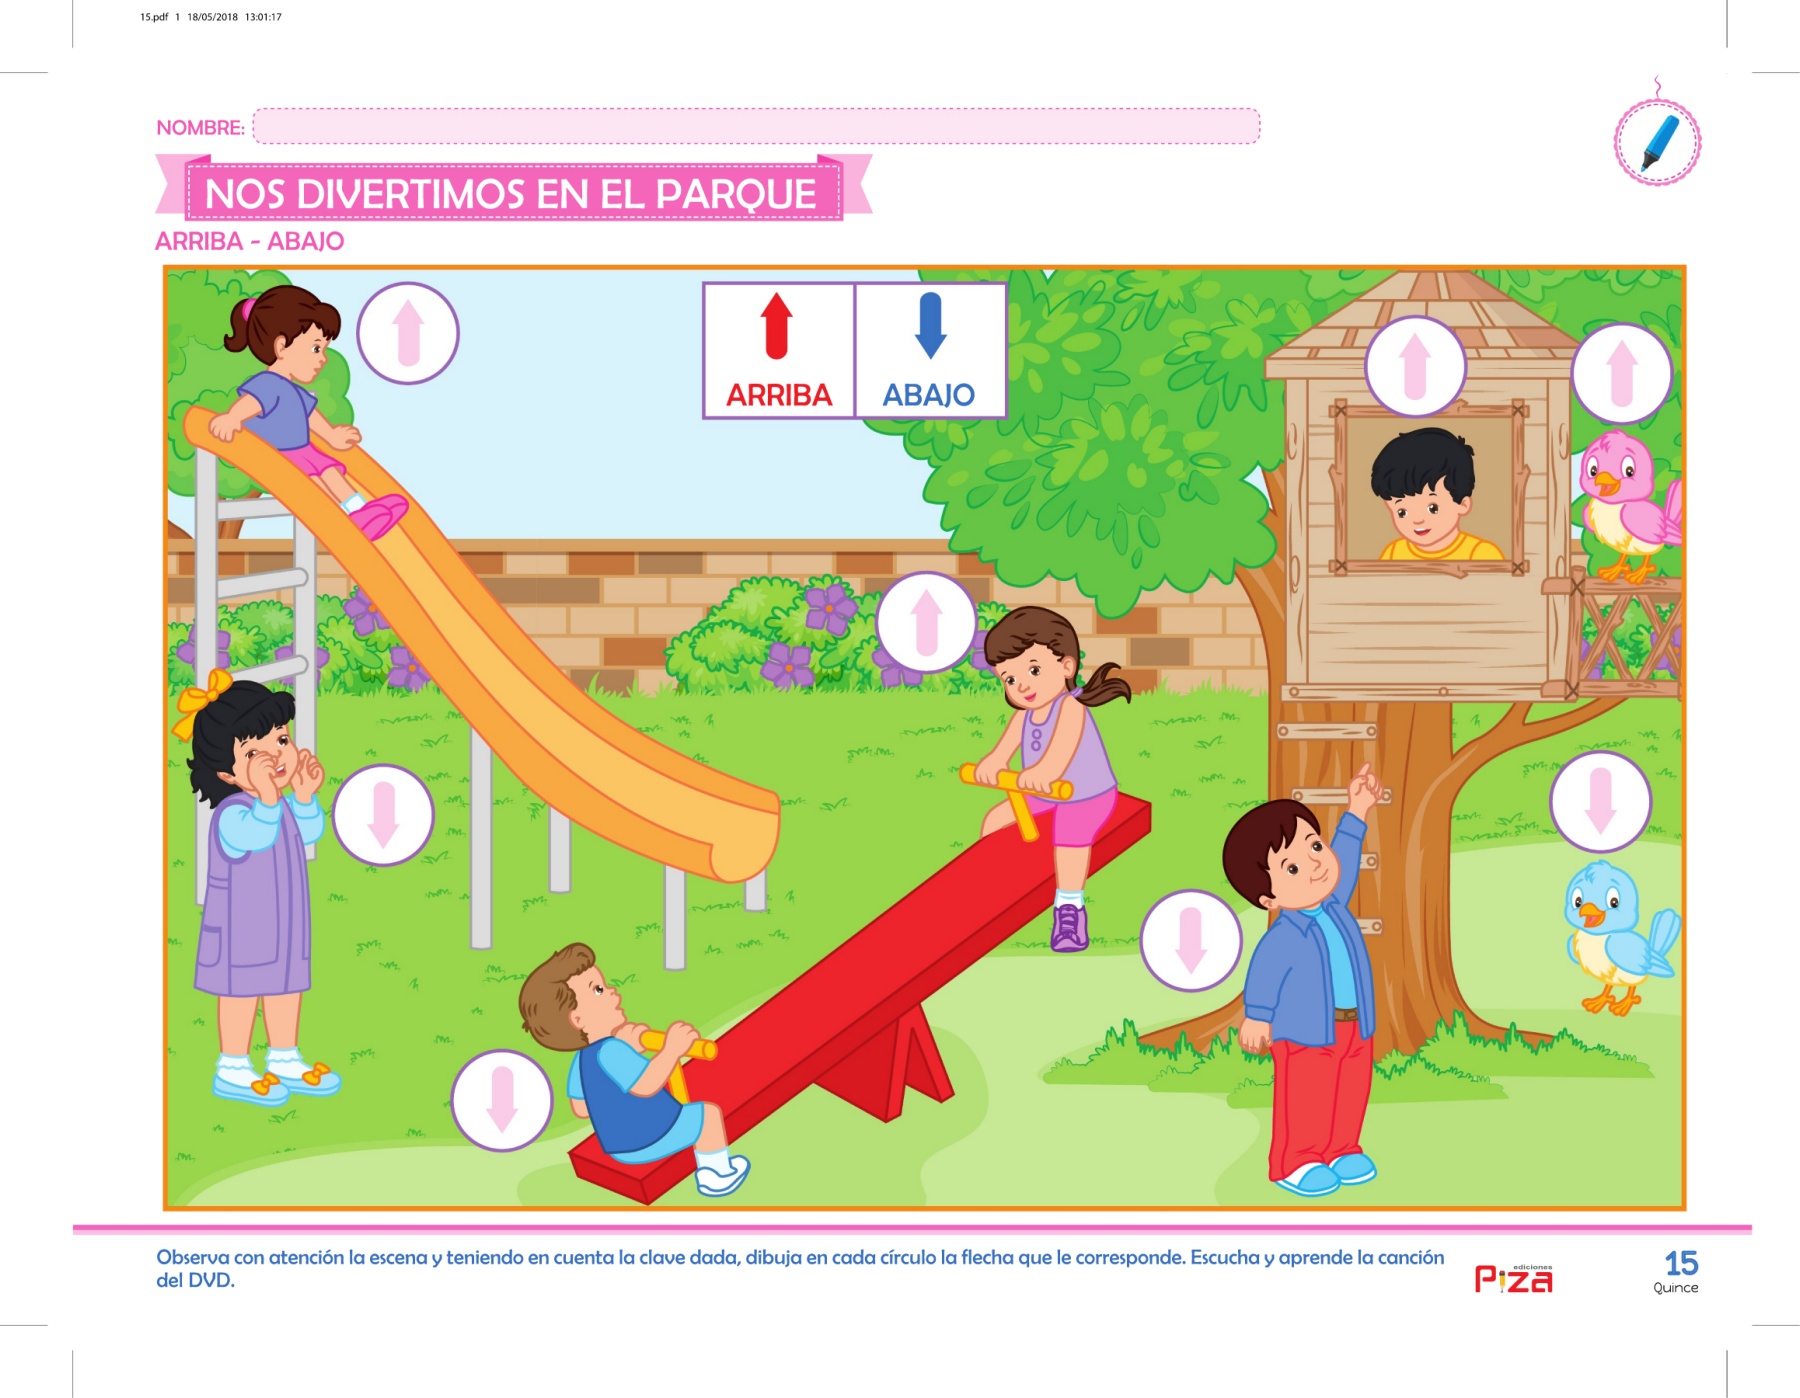 15.pdf 1 18/05/2018 13:01:17
NOMBRE:
NOS DIVERTIMOS EN EL PARQUE
ARRIBA - ABAJO
ARRIBA
ABAJO
Observa con atención la escena y teniendo en cuenta la clave dada, dibuja en cada círculo la flecha que le corresponde. Escucha y aprende la canción
del DVD.
ediciones
Piza
15
Quince